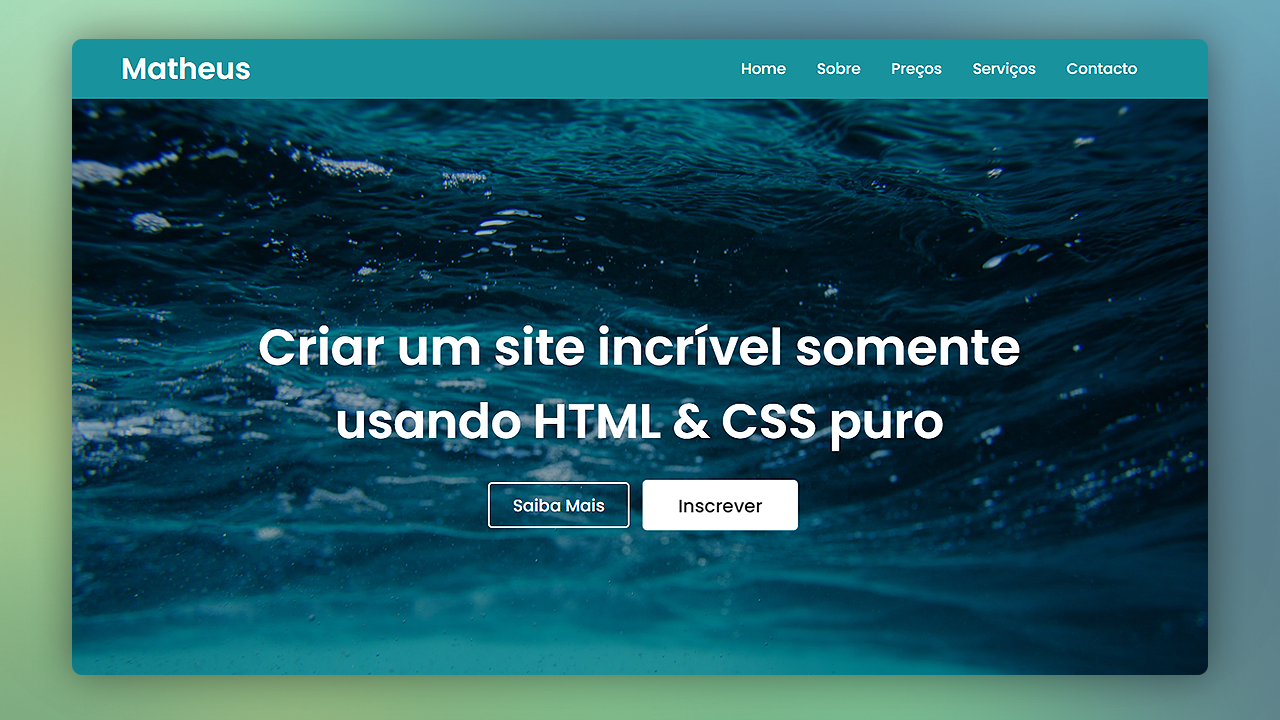 Matheus
Home Sobre Preços Serviços Contacto
Criar um site incrível somente
usando HTML & CSS puro
Saiba Mais Inscrever